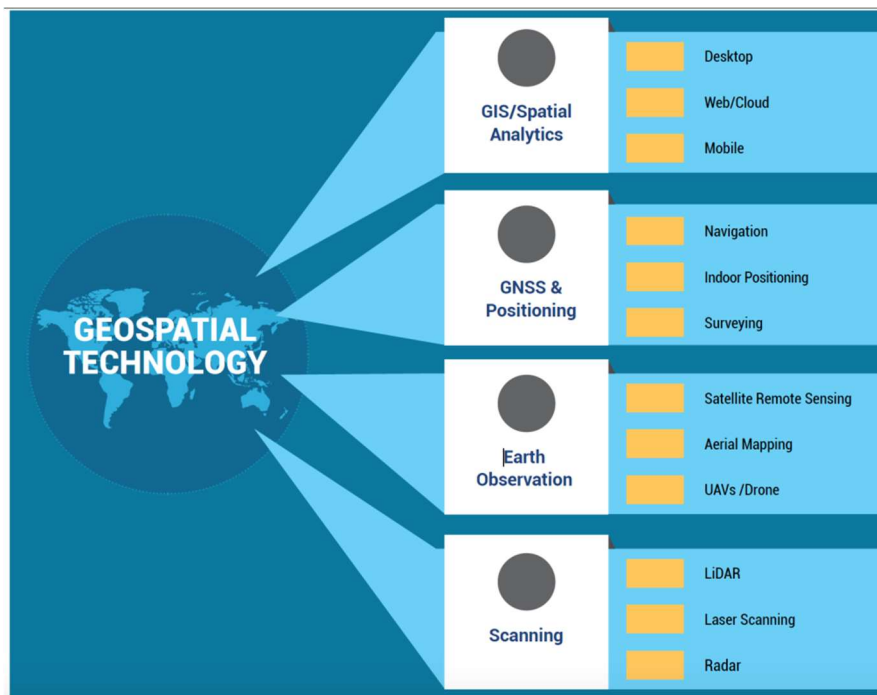 GEOSPATIAL
TECHNOLOGY
GIS/Spatial
Analytics
Desktop
Web/Cloud
Mobile
GNSS &
Positioning
Navigation
Indoor Positioning
Surveying
Earth
Observation
Satellite Remote Sensing
Aerial Mapping
UAVs /Drone
Scanning
LiDAR
Laser Scanning
Radar